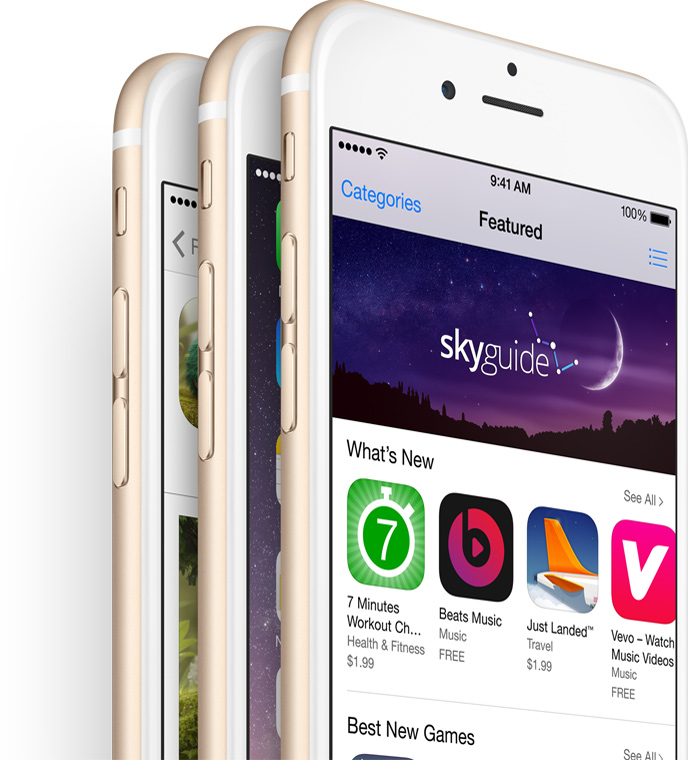 9:41 AM
100%
Categories
Featured
skyguide
What's New
See All >
7
7 Minutes
Workout Ch...
Health & Fitness
$1.99
b
Beats Music
Music
FREE
Just Landed™
Travel
$1.99
V
Vevo – Watch
Music Videos
Music
FREE
Best New Games
See All >